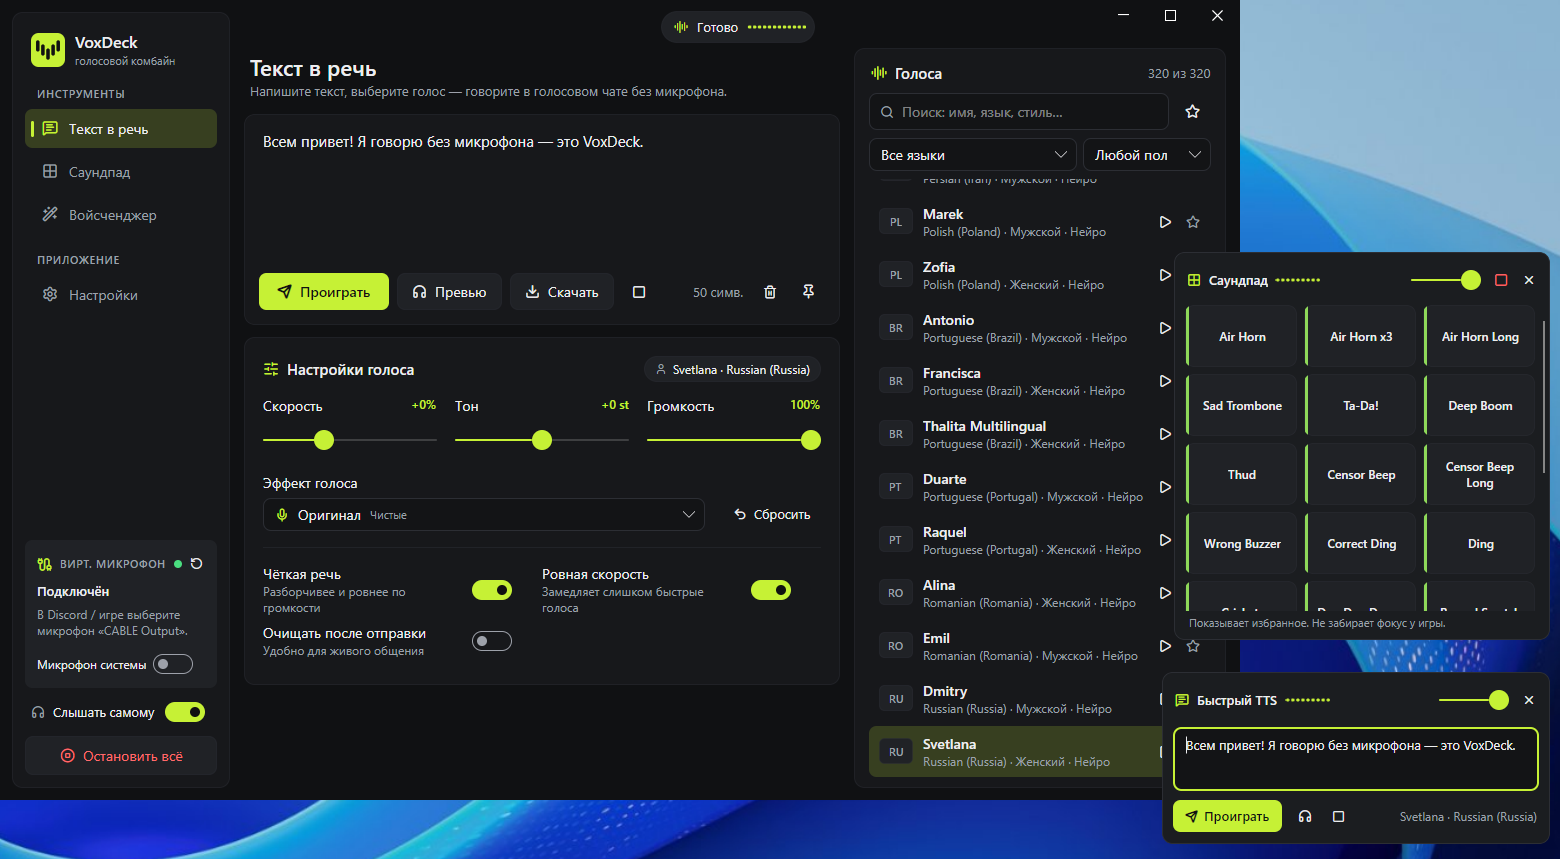 VoxDeck
голосовой комбайн
ИНСТРУМЕНТЫ
Текст в речь
Саундпад
Войсченджер
ПРИЛОЖЕНИЕ
Настройки
ВИРТ. МИКРОФОН
Подключён
В Discord / игре выберите
микрофон «CABLE Output».
Микрофон системы
Слышать самому
Остановить всё
Готово
Текст в речь
Напишите текст, выберите голос — говорите в голосовом чате без микрофона.
Всем привет! Я говорю без микрофона — это VoxDeck.
Проиграть
Превью
Скачать
50 симв.
Настройки голоса
Svetlana · Russian (Russia)
Скорость +0%
Тон +0 st
Громкость 100%
Эффект голоса
Оригинал Чистые
Сбросить
Чёткая речь
Разборчивее и ровнее по
громкости
Ровная скорость
Замедляет слишком быстрые
голоса
Очищать после отправки
Удобно для живого общения
Голоса
320 из 320
Поиск: имя, язык, стиль...
Все языки
Любой пол
Persian (Iran) · Мужской · Нейро
PL
Marek
Polish (Poland) · Мужской · Нейро
PL
Zofia
Polish (Poland) · Женский · Нейро
BR
Antonio
Portuguese (Brazil) · Мужской · Нейро
BR
Francisca
Portuguese (Brazil) · Женский · Нейро
BR
Thalita Multilingual
Portuguese (Brazil) · Женский · Нейро
PT
Duarte
Portuguese (Portugal) · Мужской · Нейро
PT
Raquel
Portuguese (Portugal) · Женский · Нейро
RO
Alina
Romanian (Romania) · Женский · Нейро
RO
Emil
Romanian (Romania) · Мужской · Нейро
RU
Dmitry
Russian (Russia) · Мужской · Нейро
RU
Svetlana
Russian (Russia) · Женский · Нейро
Саундпад
Air Horn
Air Horn x3
Air Horn Long
Sad Trombone
Ta-Da!
Deep Boom
Thud
Censor Beep
Censor Beep
Long
Wrong Buzzer
Correct Ding
Ding
Показывает избранное. Не забирает фокус у игры.
Быстрый TTS
Всем привет! Я говорю без микрофона — это VoxDeck.
Проиграть
Svetlana · Russian (Russia)